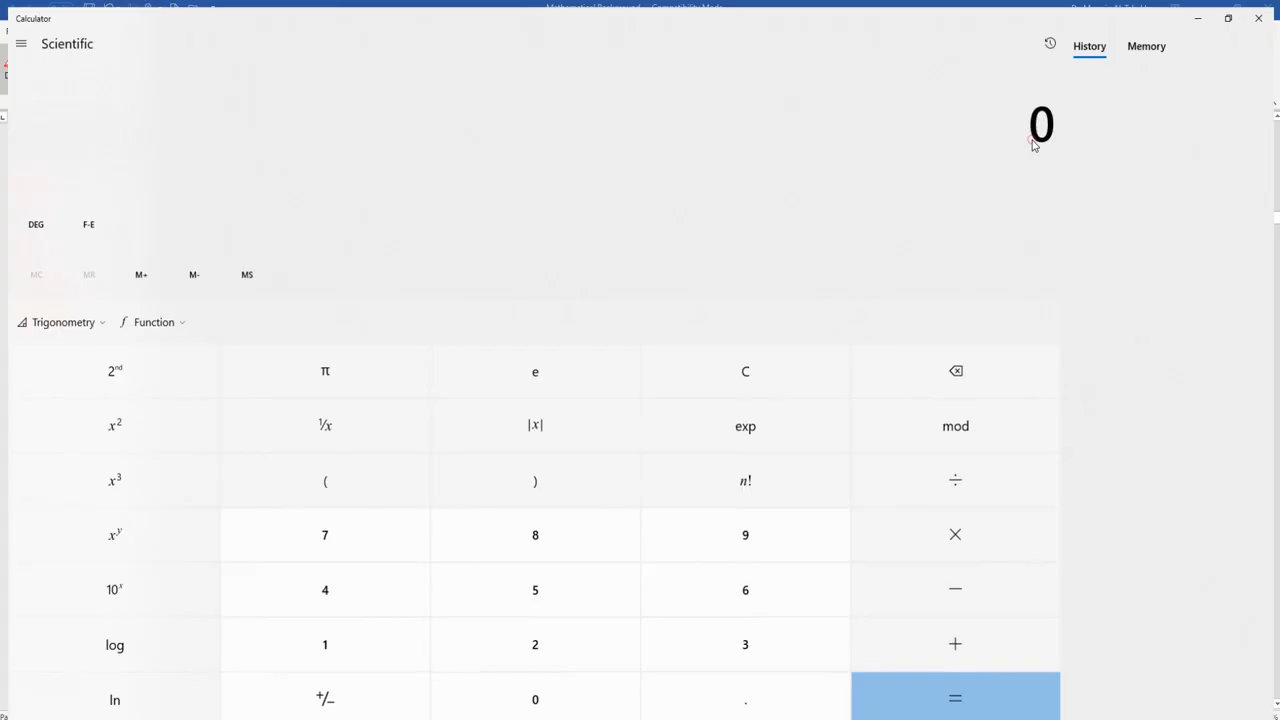 Calculator
Scientific
History
Memory
0
DEG
F-E
MC
MR
M+
M-
MS
Trigonometry
f Function
2nd
π
e
C
x2
1/x
|x|
exp
mod
x3
(
)
n!
÷
xy
7
8
9
×
10x
4
5
6
−
log
1
2
3
+
ln
+/−
0
.
=